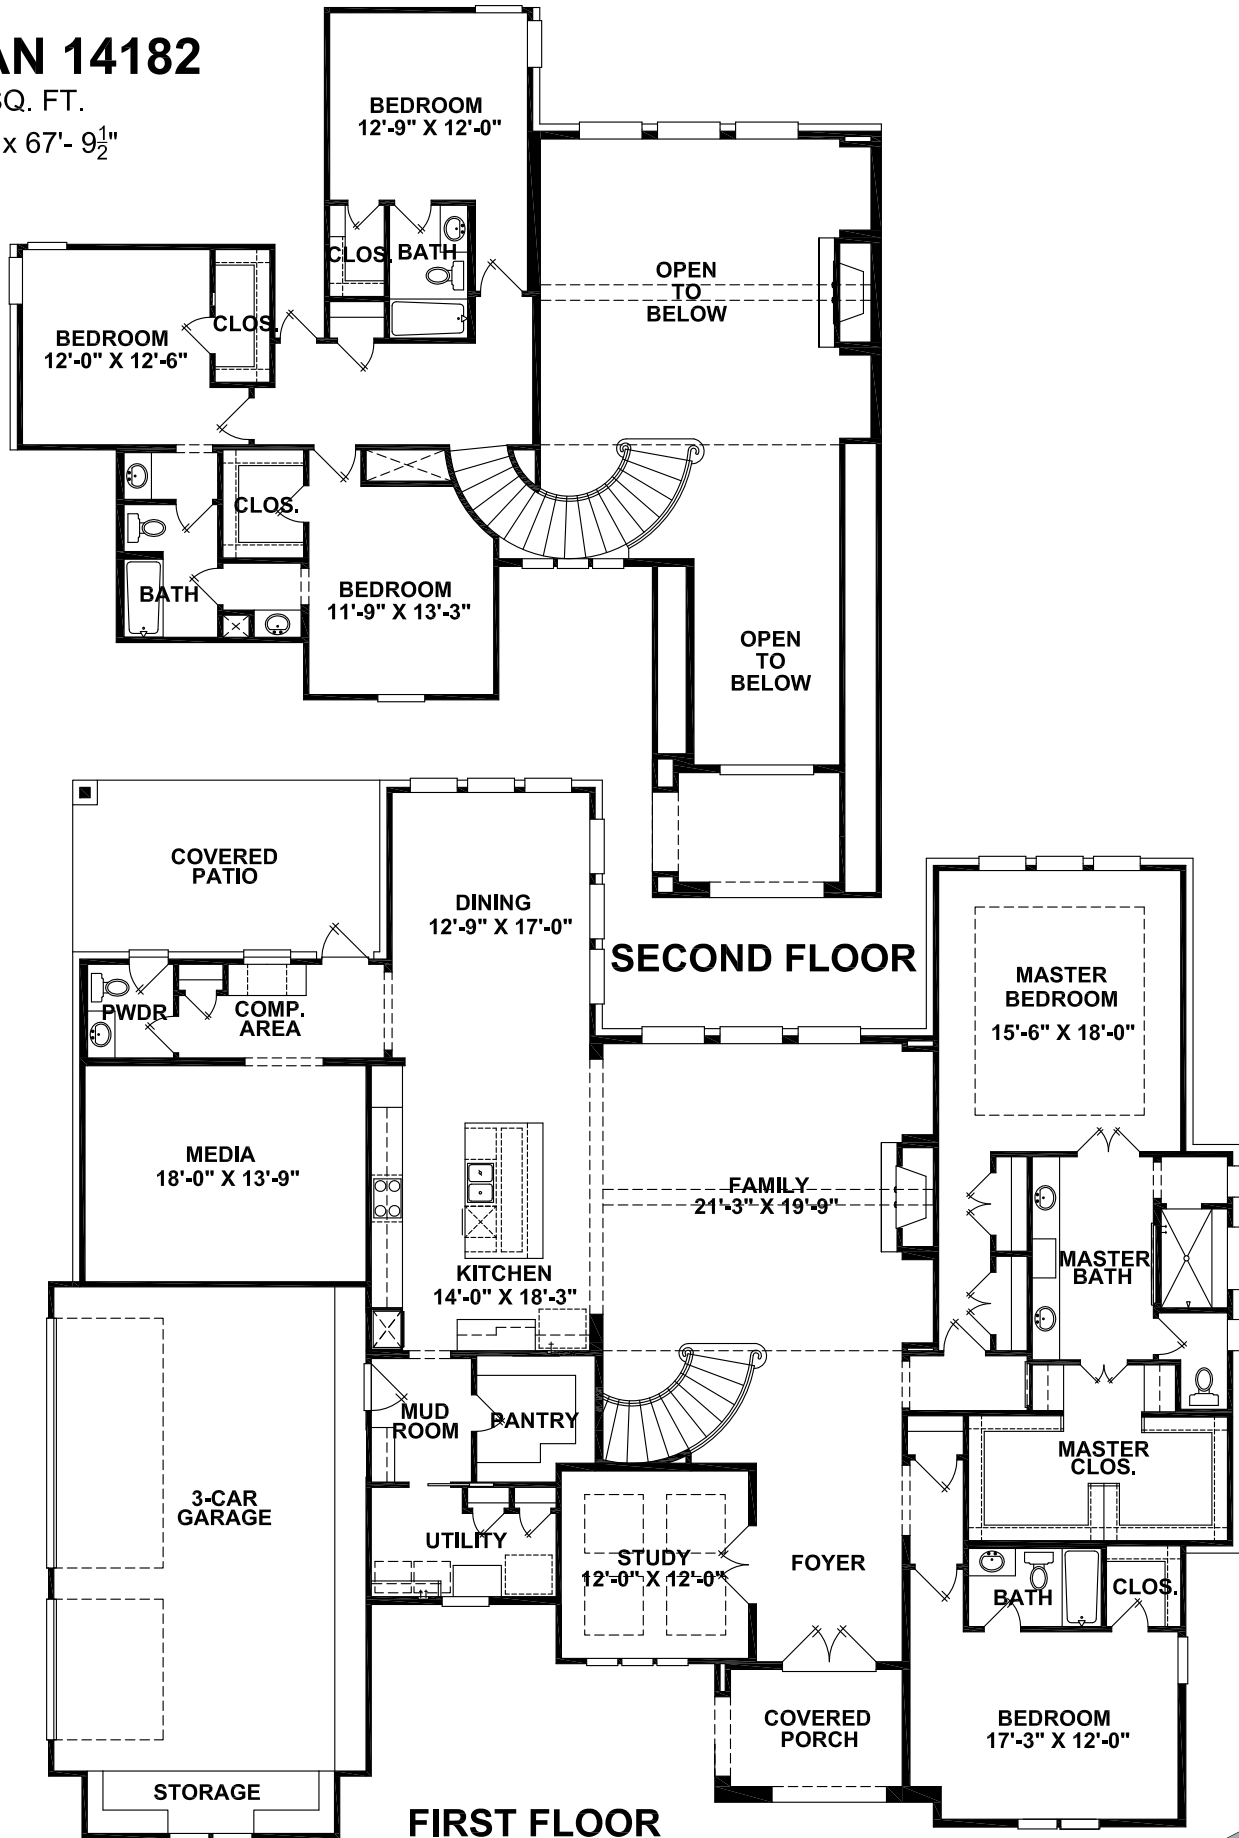 AN 14182
SQ. FT.
x 67'- 9½"
BEDROOM
12'-9" X 12'-0"
CLOS.
BATH
OPEN
TO
BELOW
BEDROOM
12'-0" X 12'-6"
CLOS.
CLOS.
BATH
BEDROOM
11'-9" X 13'-3"
OPEN
TO
BELOW
SECOND FLOOR
COVERED
PATIO
DINING
12'-9" X 17'-0"
PWDR
COMP.
AREA
MASTER
BEDROOM
15'-6" X 18'-0"
MEDIA
18'-0" X 13'-9"
FAMILY
21'-3" X 19'-9"
KITCHEN
14'-0" X 18'-3"
MASTER
BATH
MUD
ROOM
PANTRY
MASTER
CLOS.
3-CAR
GARAGE
UTILITY
STUDY
12'-0" X 12'-0"
FOYER
BATH
CLOS.
COVERED
PORCH
BEDROOM
17'-3" X 12'-0"
STORAGE
FIRST FLOOR